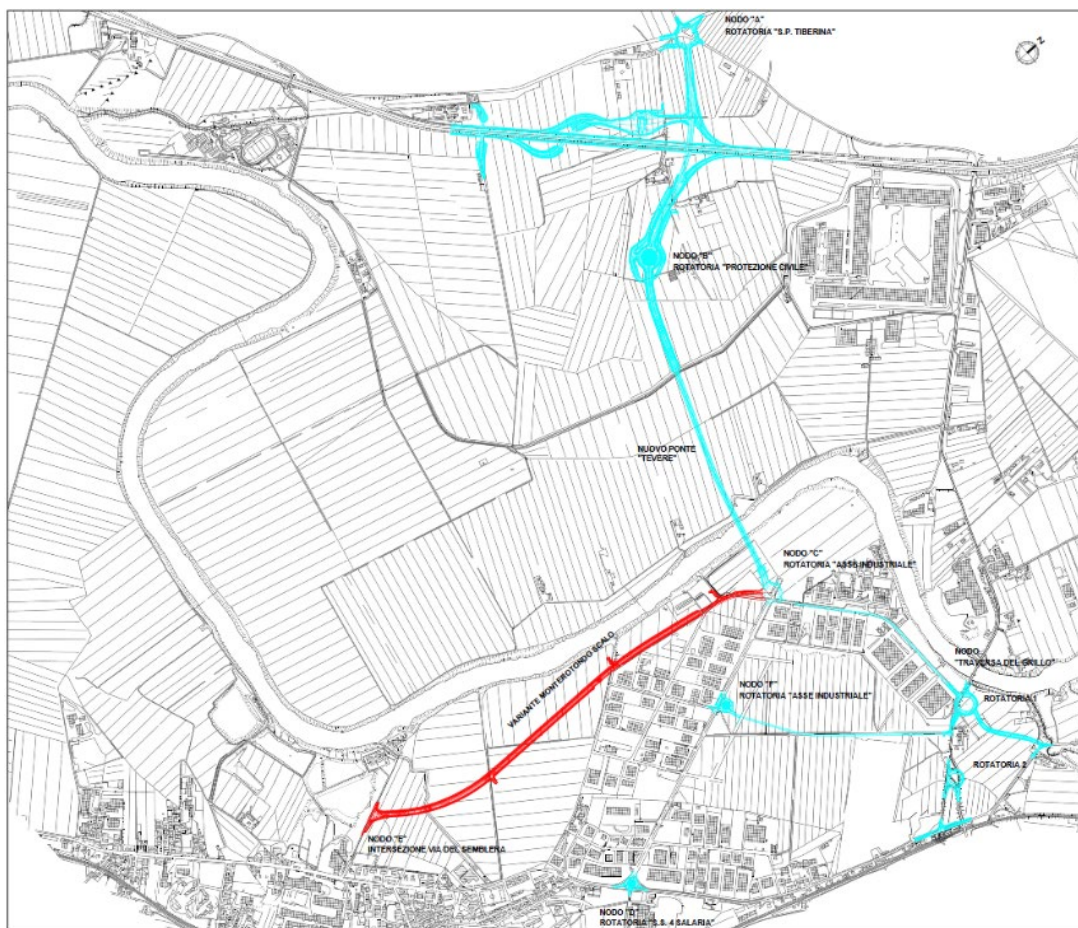 NODO "A"
ROTATORIA "S.P. TIBERINA"
N
NODO "B"
ROTATORIA "PROTEZIONE CIVILE"
NUOVO PONTE
"TEVERE"
NODO "C"
ROTATORIA "ASSE INDUSTRIALE"
VARIANTE MONTEROTONDO SCALO
NODO
"TRAVERSA DEL GRILLO"
NODO "F"
ROTATORIA "ASSE INDUSTRIALE"
ROTATORIA 1
ROTATORIA 2
NODO "E"
INTERSEZIONE VIA DEL SEMBLERA
NODO "D"
ROTATORIA "S.S. 4 SALARIA"